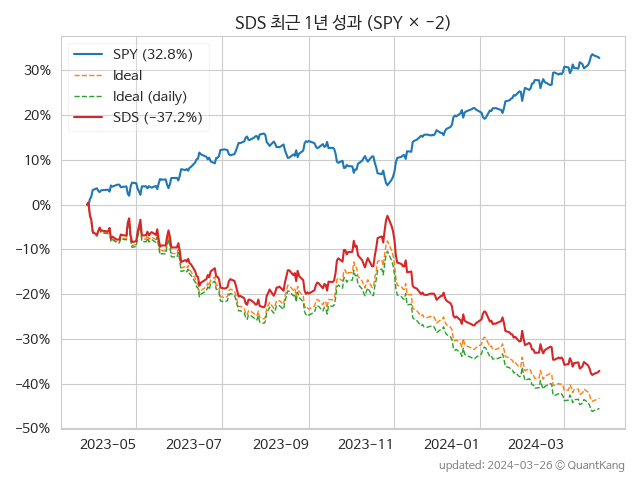 SDS 최근 1년 성과 (SPY × −2)
SPY (32.8%)
Ideal
Ideal (daily)
SDS (−37.2%)
30%
20%
10%
0%
−10%
−20%
−30%
−40%
−50%
2023-05 2023-07 2023-09 2023-11 2024-01 2024-03
updated: 2024-03-26 © QuantKang